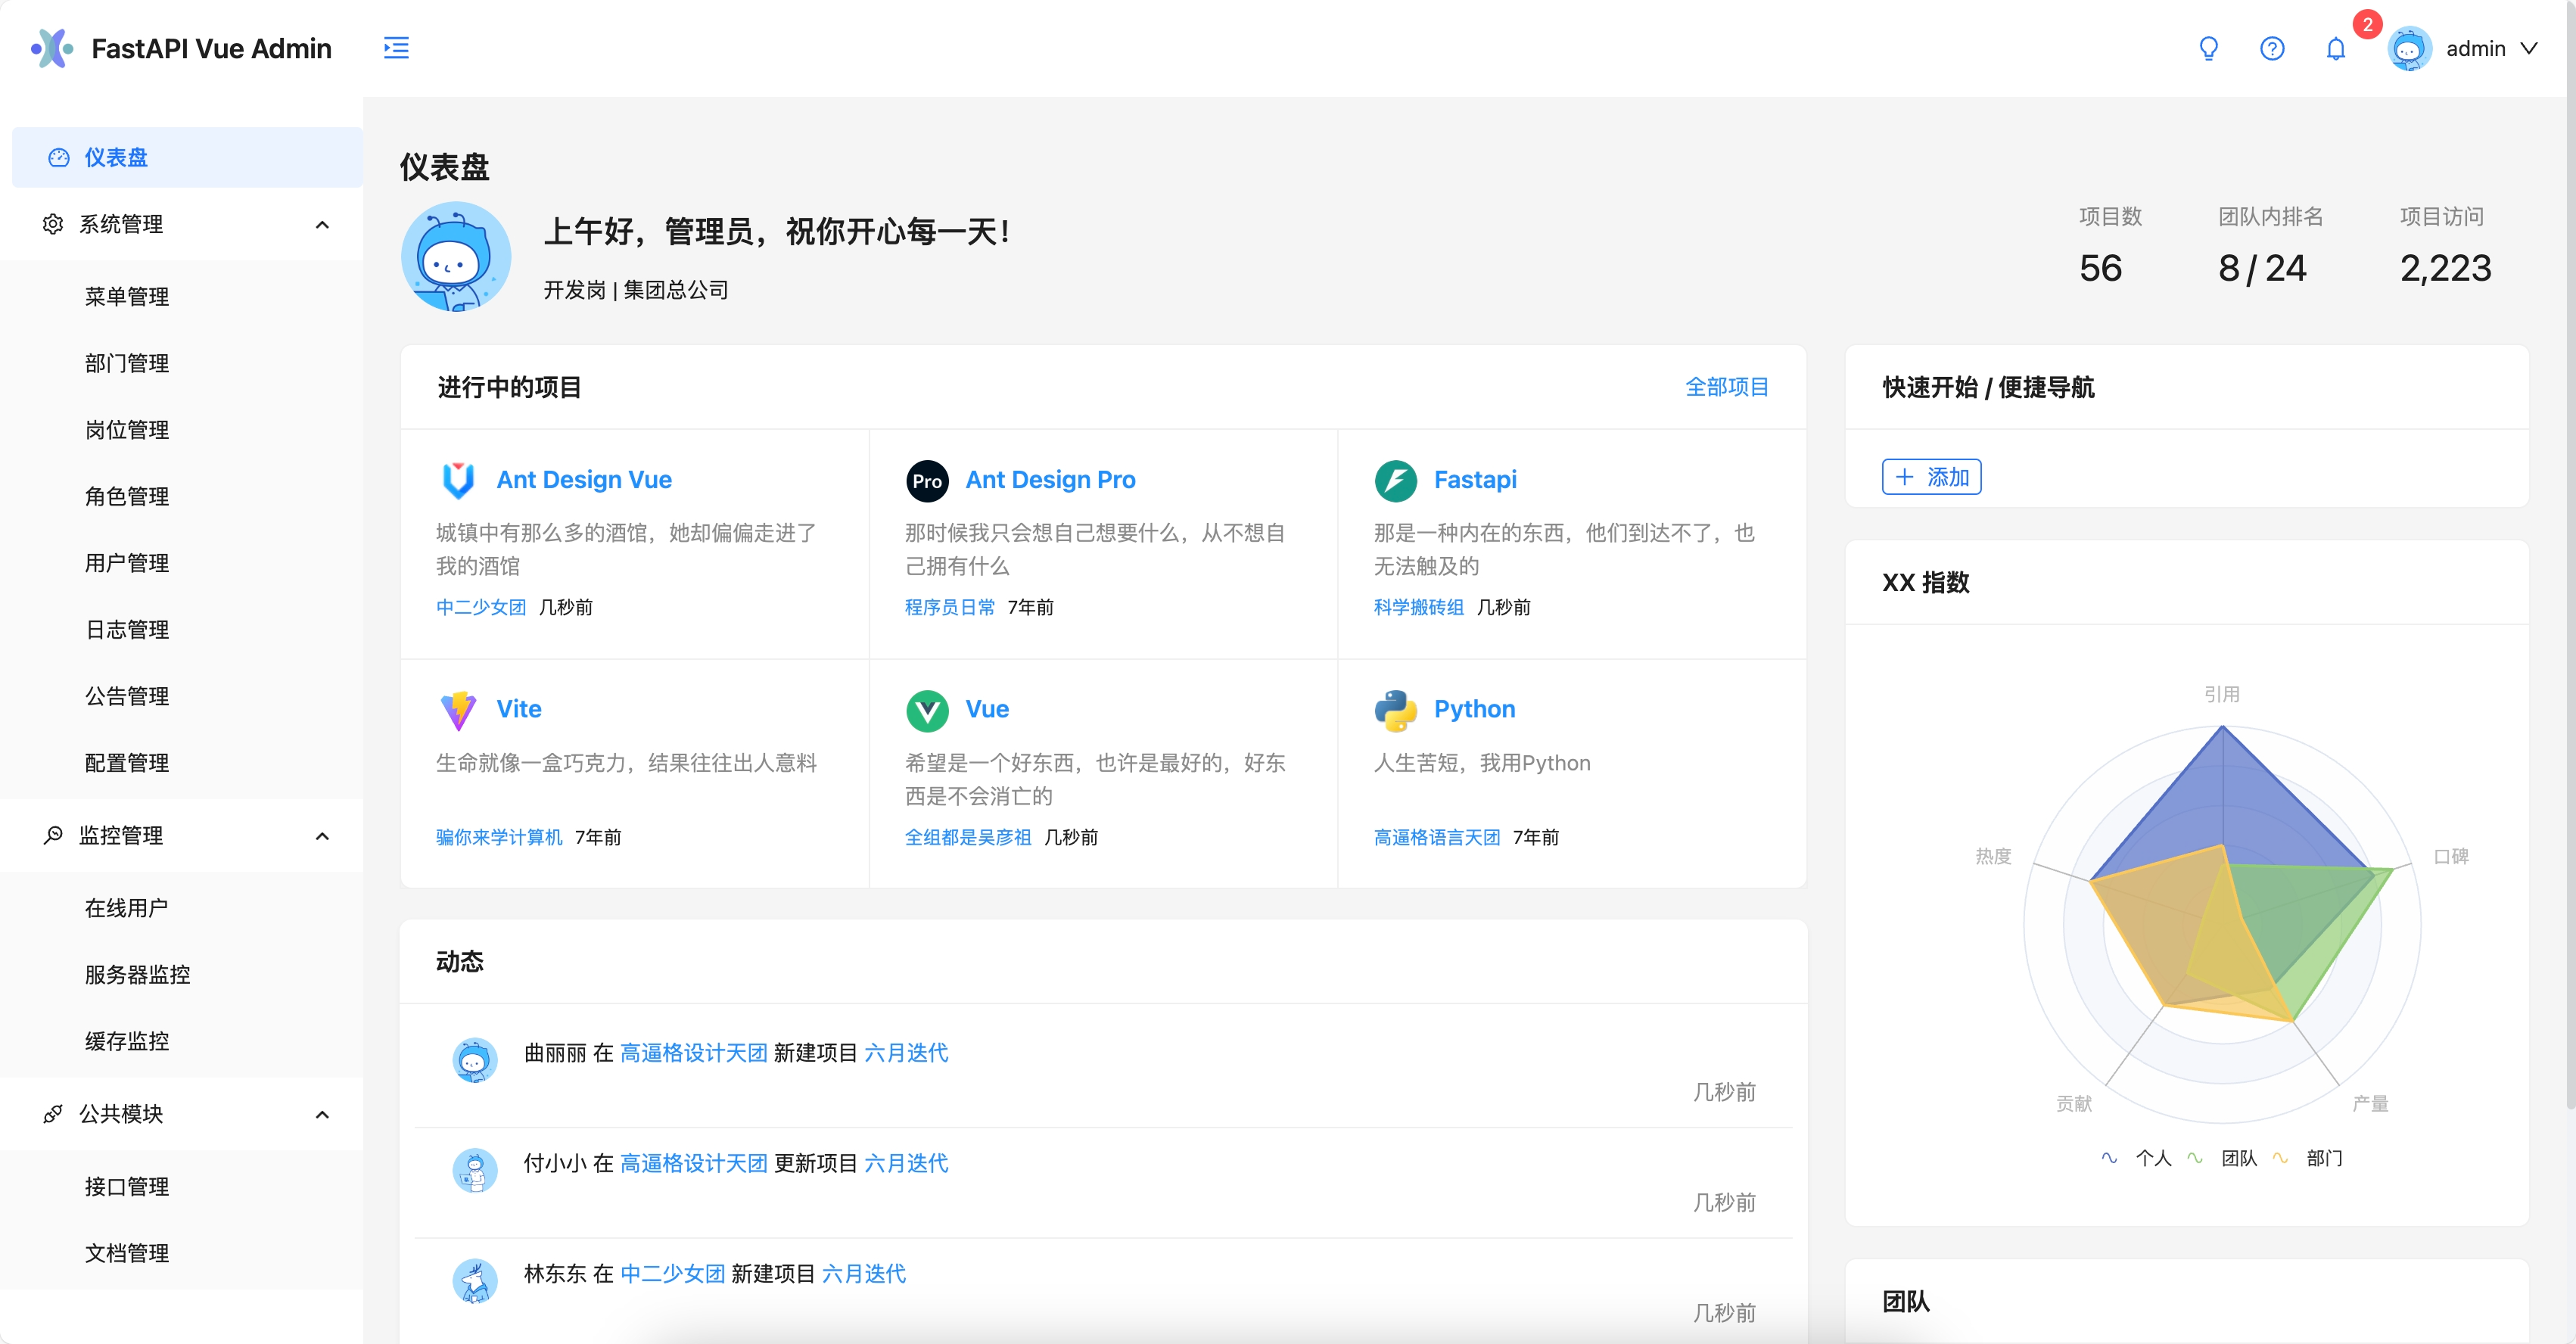 FastAPI Vue Admin
2
admin
仪表盘
系统管理
菜单管理
部门管理
岗位管理
角色管理
用户管理
日志管理
公告管理
配置管理
监控管理
在线用户
服务器监控
缓存监控
公共模块
接口管理
文档管理
仪表盘
上午好，管理员，祝你开心每一天！
开发岗 | 集团总公司
项目数
56
团队内排名
8 / 24
项目访问
2,223
进行中的项目
全部项目
Ant Design Vue
城镇中有那么多的酒馆，她却偏偏走进了
我的酒馆
中二少女团 几秒前
Pro
Ant Design Pro
那时候我只会想自己想要什么，从不想自
己拥有什么
程序员日常 7年前
Fastapi
那是一种内在的东西，他们到达不了，也
无法触及的
科学搬砖组 几秒前
Vite
生命就像一盒巧克力，结果往往出人意料
骗你来学计算机 7年前
Vue
希望是一个好东西，也许是最好的，好东
西是不会消亡的
全组都是吴彦祖 几秒前
Python
人生苦短，我用Python
高逼格语言天团 7年前
动态
曲丽丽 在 高逼格设计天团 新建项目 六月迭代
几秒前
付小小 在 高逼格设计天团 更新项目 六月迭代
几秒前
林东东 在 中二少女团 新建项目 六月迭代
几秒前
快速开始 / 便捷导航
添加
XX 指数
引用
热度
口碑
贡献
产量
个人 团队 部门
团队